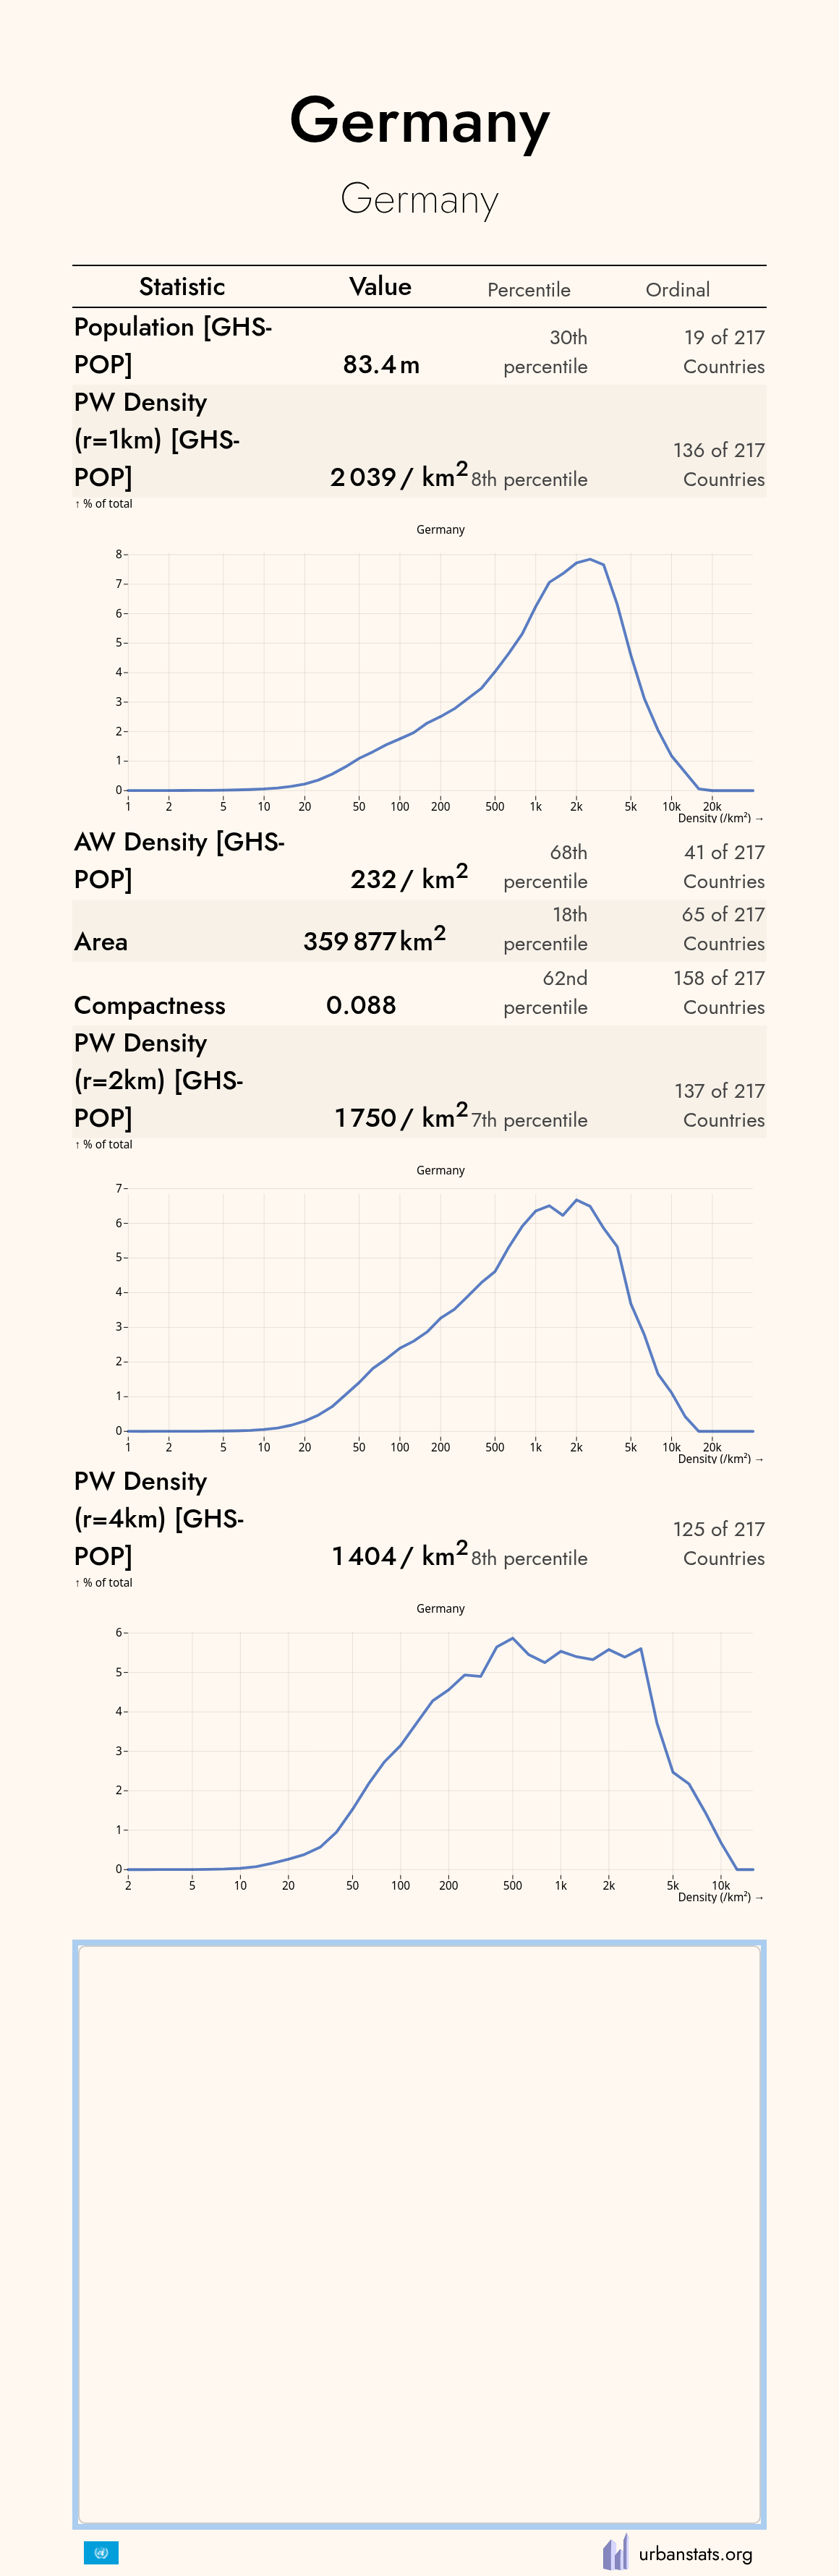 Germany
Germany
Statistic Value Percentile Ordinal
Population [GHS-
POP] 83.4 m 30th percentile 19 of 217 Countries
PW Density
(r=1km) [GHS-
POP] 2 039 / km² 8th percentile 136 of 217 Countries
↑ % of total
Germany
8
7
6
5
4
3
2
1
0
1 2 5 10 20 50 100 200 500 1k 2k 5k 10k 20k
Density (/km²) →
AW Density [GHS-
POP] 232 / km² 68th percentile 41 of 217 Countries
Area 359 877 km² 18th percentile 65 of 217 Countries
Compactness 0.088 62nd percentile 158 of 217 Countries
PW Density
(r=2km) [GHS-
POP] 1 750 / km² 7th percentile 137 of 217 Countries
↑ % of total
Germany
7
6
5
4
3
2
1
0
1 2 5 10 20 50 100 200 500 1k 2k 5k 10k 20k
Density (/km²) →
PW Density
(r=4km) [GHS-
POP] 1 404 / km² 8th percentile 125 of 217 Countries
↑ % of total
Germany
6
5
4
3
2
1
0
2 5 10 20 50 100 200 500 1k 2k 5k 10k
Density (/km²) →
urbanstats.org